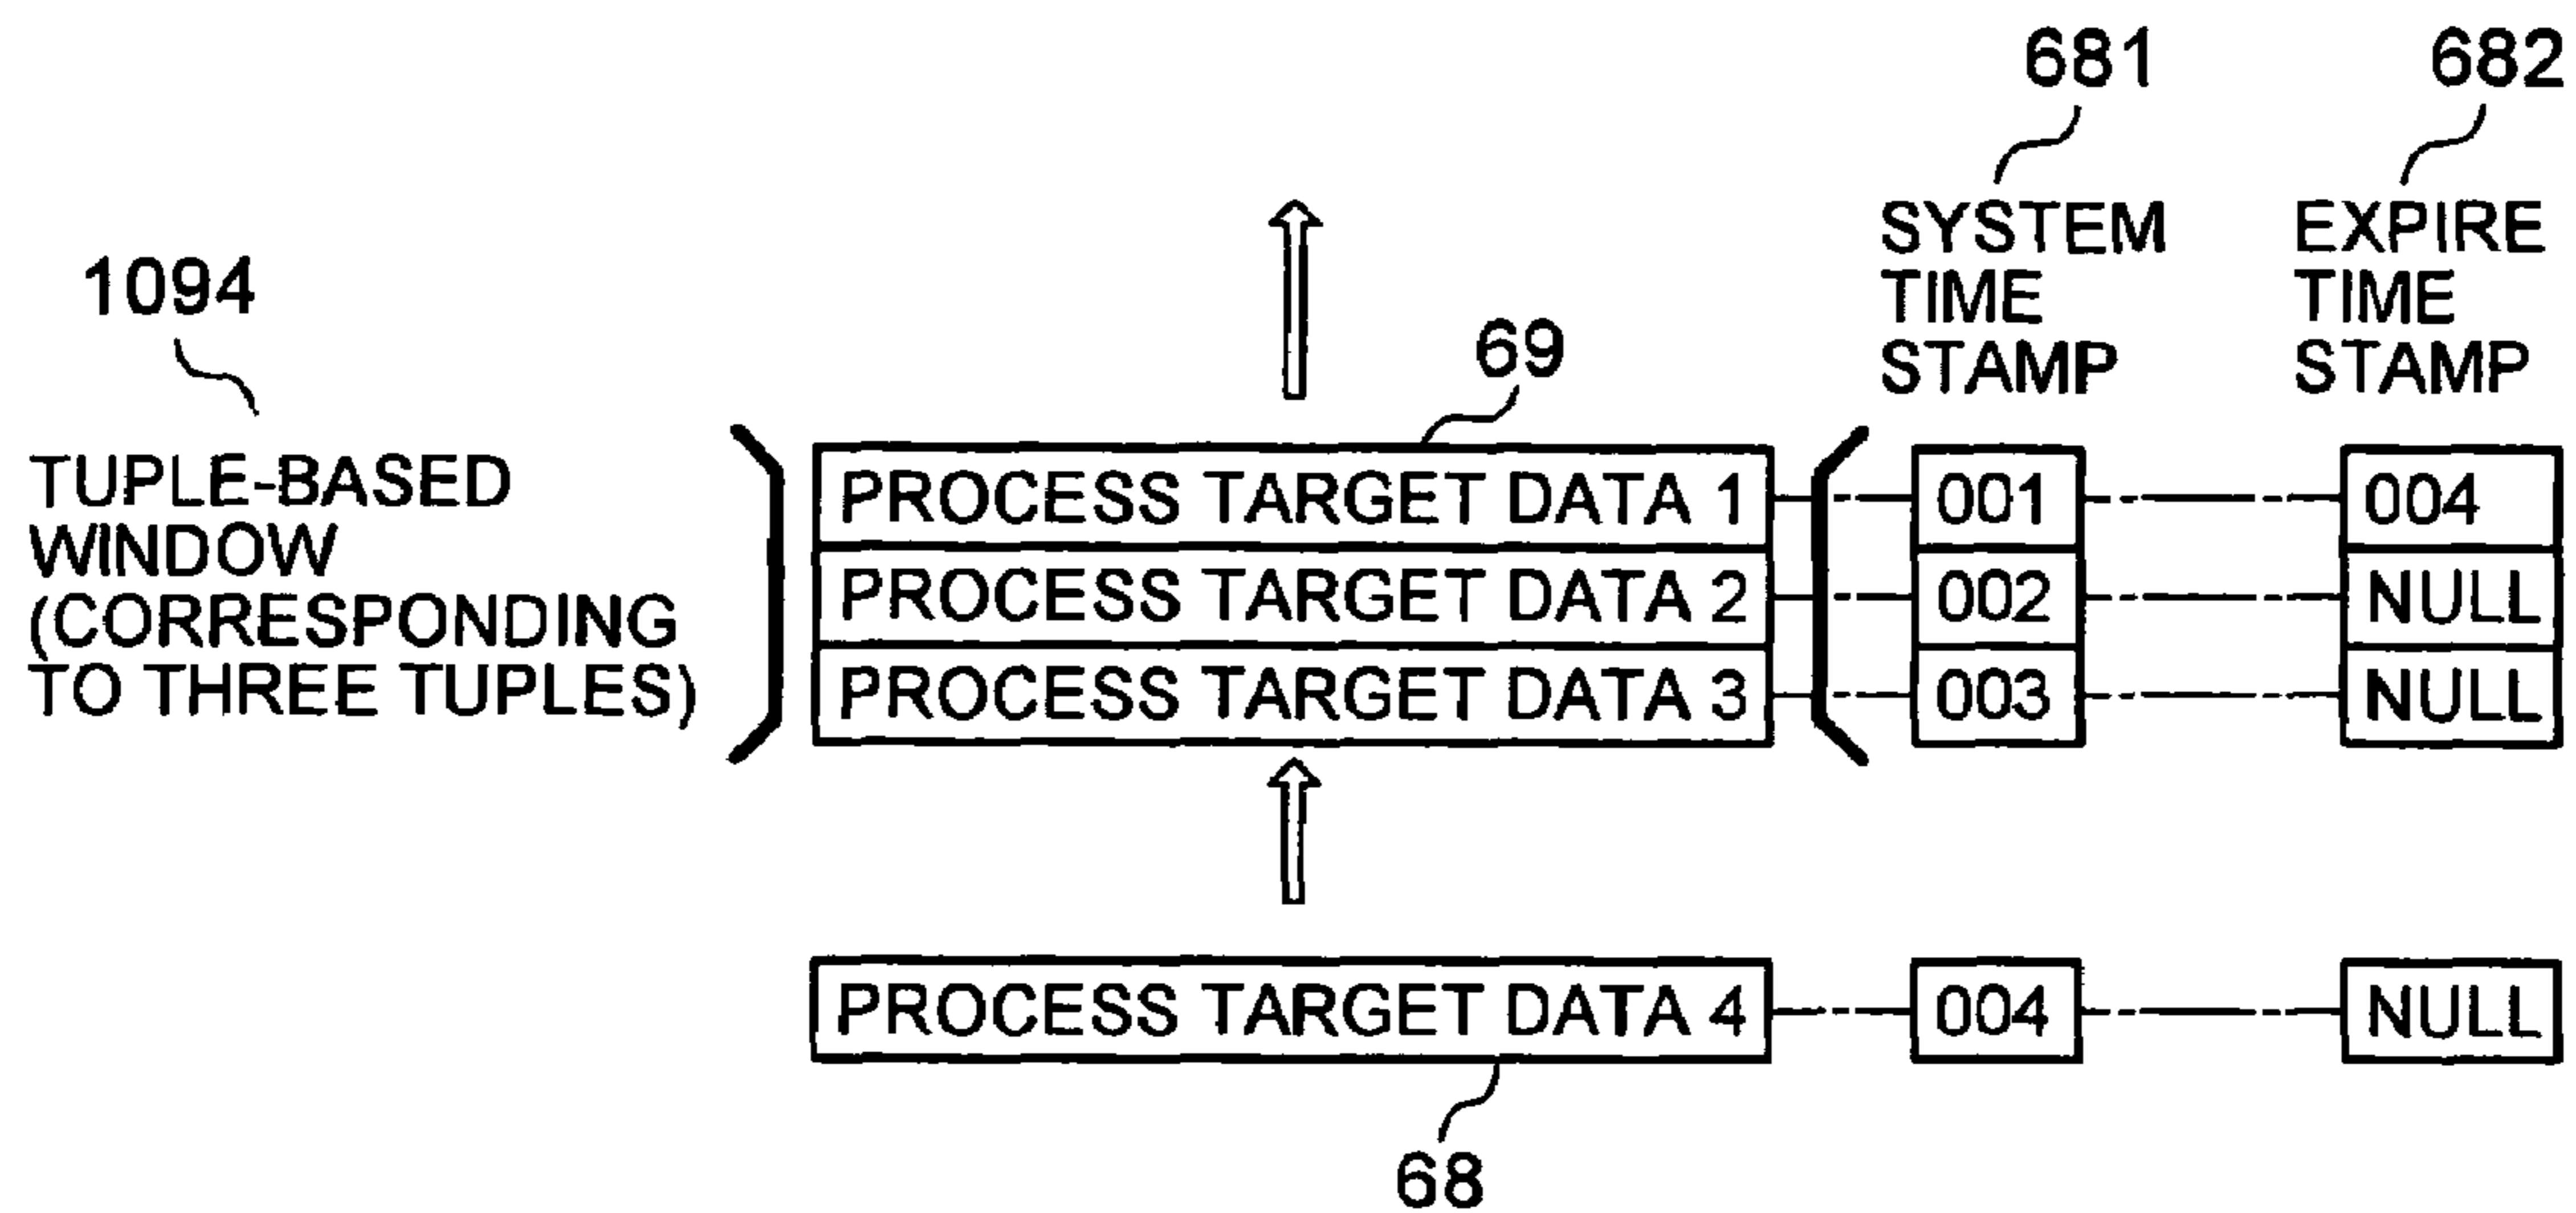 681
682
SYSTEM
TIME
STAMP
EXPIRE
TIME
STAMP
1094
69
TUPLE-BASED
WINDOW
(CORRESPONDING
TO THREE TUPLES)
PROCESS TARGET DATA 1
001
004
PROCESS TARGET DATA 2
002
NULL
PROCESS TARGET DATA 3
003
NULL
PROCESS TARGET DATA 4
004
NULL
68